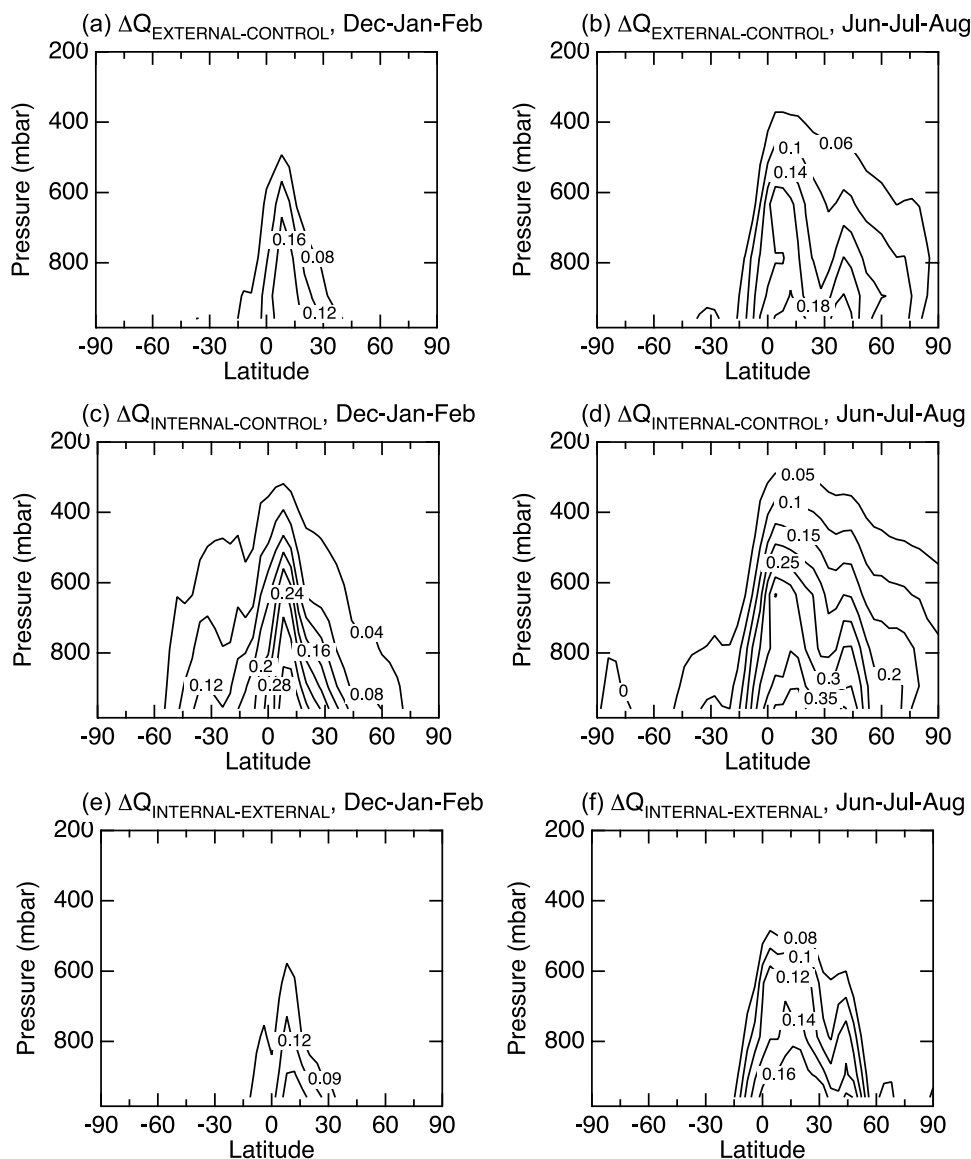 (a) ΔQEXTERNAL-CONTROL, Dec-Jan-Feb
(b) ΔQEXTERNAL-CONTROL, Jun-Jul-Aug
200
400
600
800
Pressure (mbar)
0.16
0.08
0.12
-90 -60 -30 0 30 60 90
Latitude
200
400
600
800
Pressure (mbar)
0.06
0.1
0.14
0.18
-90 -60 -30 0 30 60 90
Latitude
(c) ΔQINTERNAL-CONTROL, Dec-Jan-Feb
(d) ΔQINTERNAL-CONTROL, Jun-Jul-Aug
200
400
600
800
Pressure (mbar)
0.24
0.04
0.16
0.2
0.12
0.28
0.08
-90 -60 -30 0 30 60 90
Latitude
200
400
600
800
Pressure (mbar)
0.05
0.1
0.15
0.25
0.2
0.3
0
0.35
-90 -60 -30 0 30 60 90
Latitude
(e) ΔQINTERNAL-EXTERNAL, Dec-Jan-Feb
(f) ΔQINTERNAL-EXTERNAL, Jun-Jul-Aug
200
400
600
800
Pressure (mbar)
0.12
0.09
-90 -60 -30 0 30 60 90
Latitude
200
400
600
800
Pressure (mbar)
0.08
0.1
0.12
0.14
0.16
-90 -60 -30 0 30 60 90
Latitude